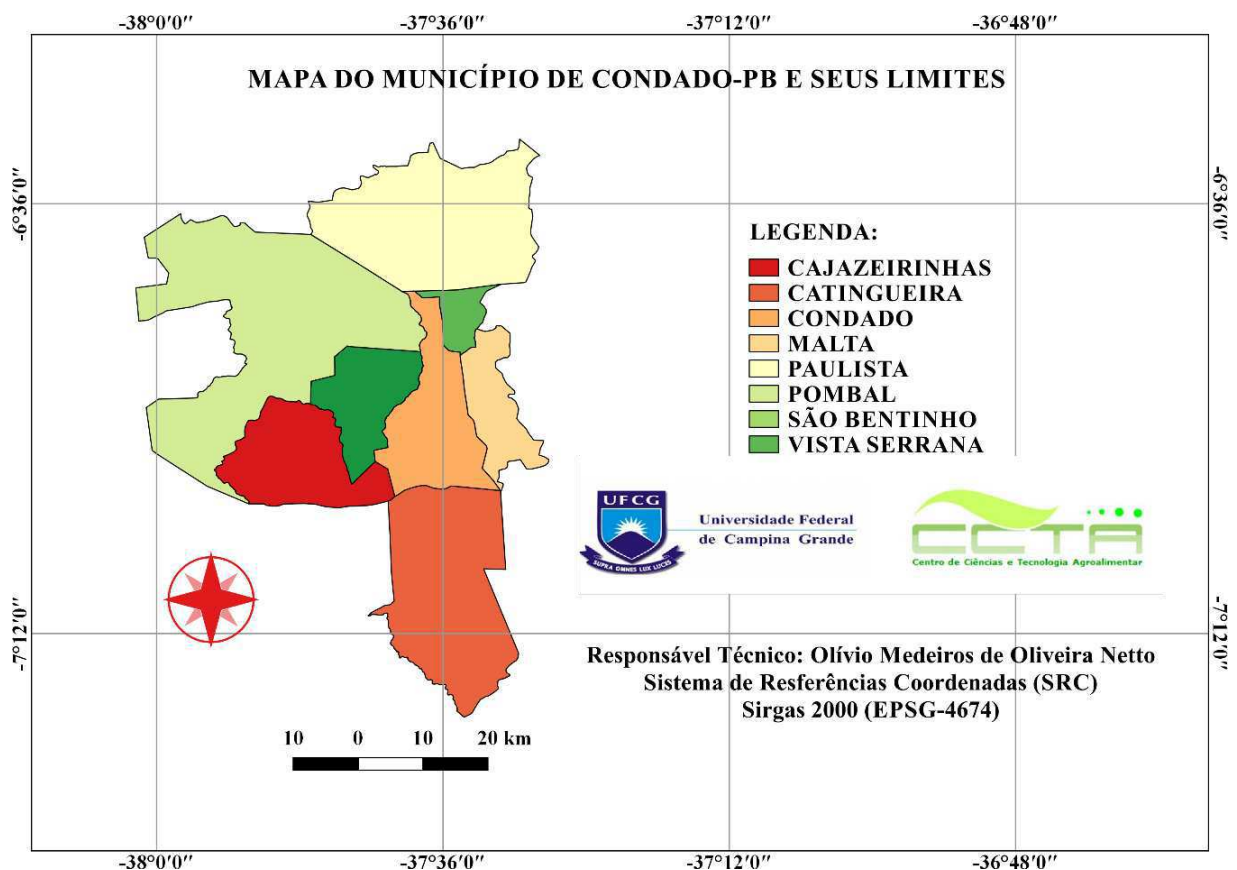 -38°0′0″ -37°36′0″ -37°12′0″ -36°48′0″
MAPA DO MUNICÍPIO DE CONDADO-PB E SEUS LIMITES
-6°36′0″ -6°36′0″
LEGENDA:
CAJAZEIRINHAS
CATINGUEIRA
CONDADO
MALTA
PAULISTA
POMBAL
SÃO BENTINHO
VISTA SERRANA
UFCG
SUPRA OMNES LUX LUCES
Universidade Federal
de Campina Grande
CCTA
Centro de Ciências e Tecnologia Agroalimentar
-7°12′0″ -7°12′0″
Responsável Técnico: Olívio Medeiros de Oliveira Netto
Sistema de Resferências Coordenadas (SRC)
Sirgas 2000 (EPSG-4674)
10 0 10 20 km
-38°0′0″ -37°36′0″ -37°12′0″ -36°48′0″